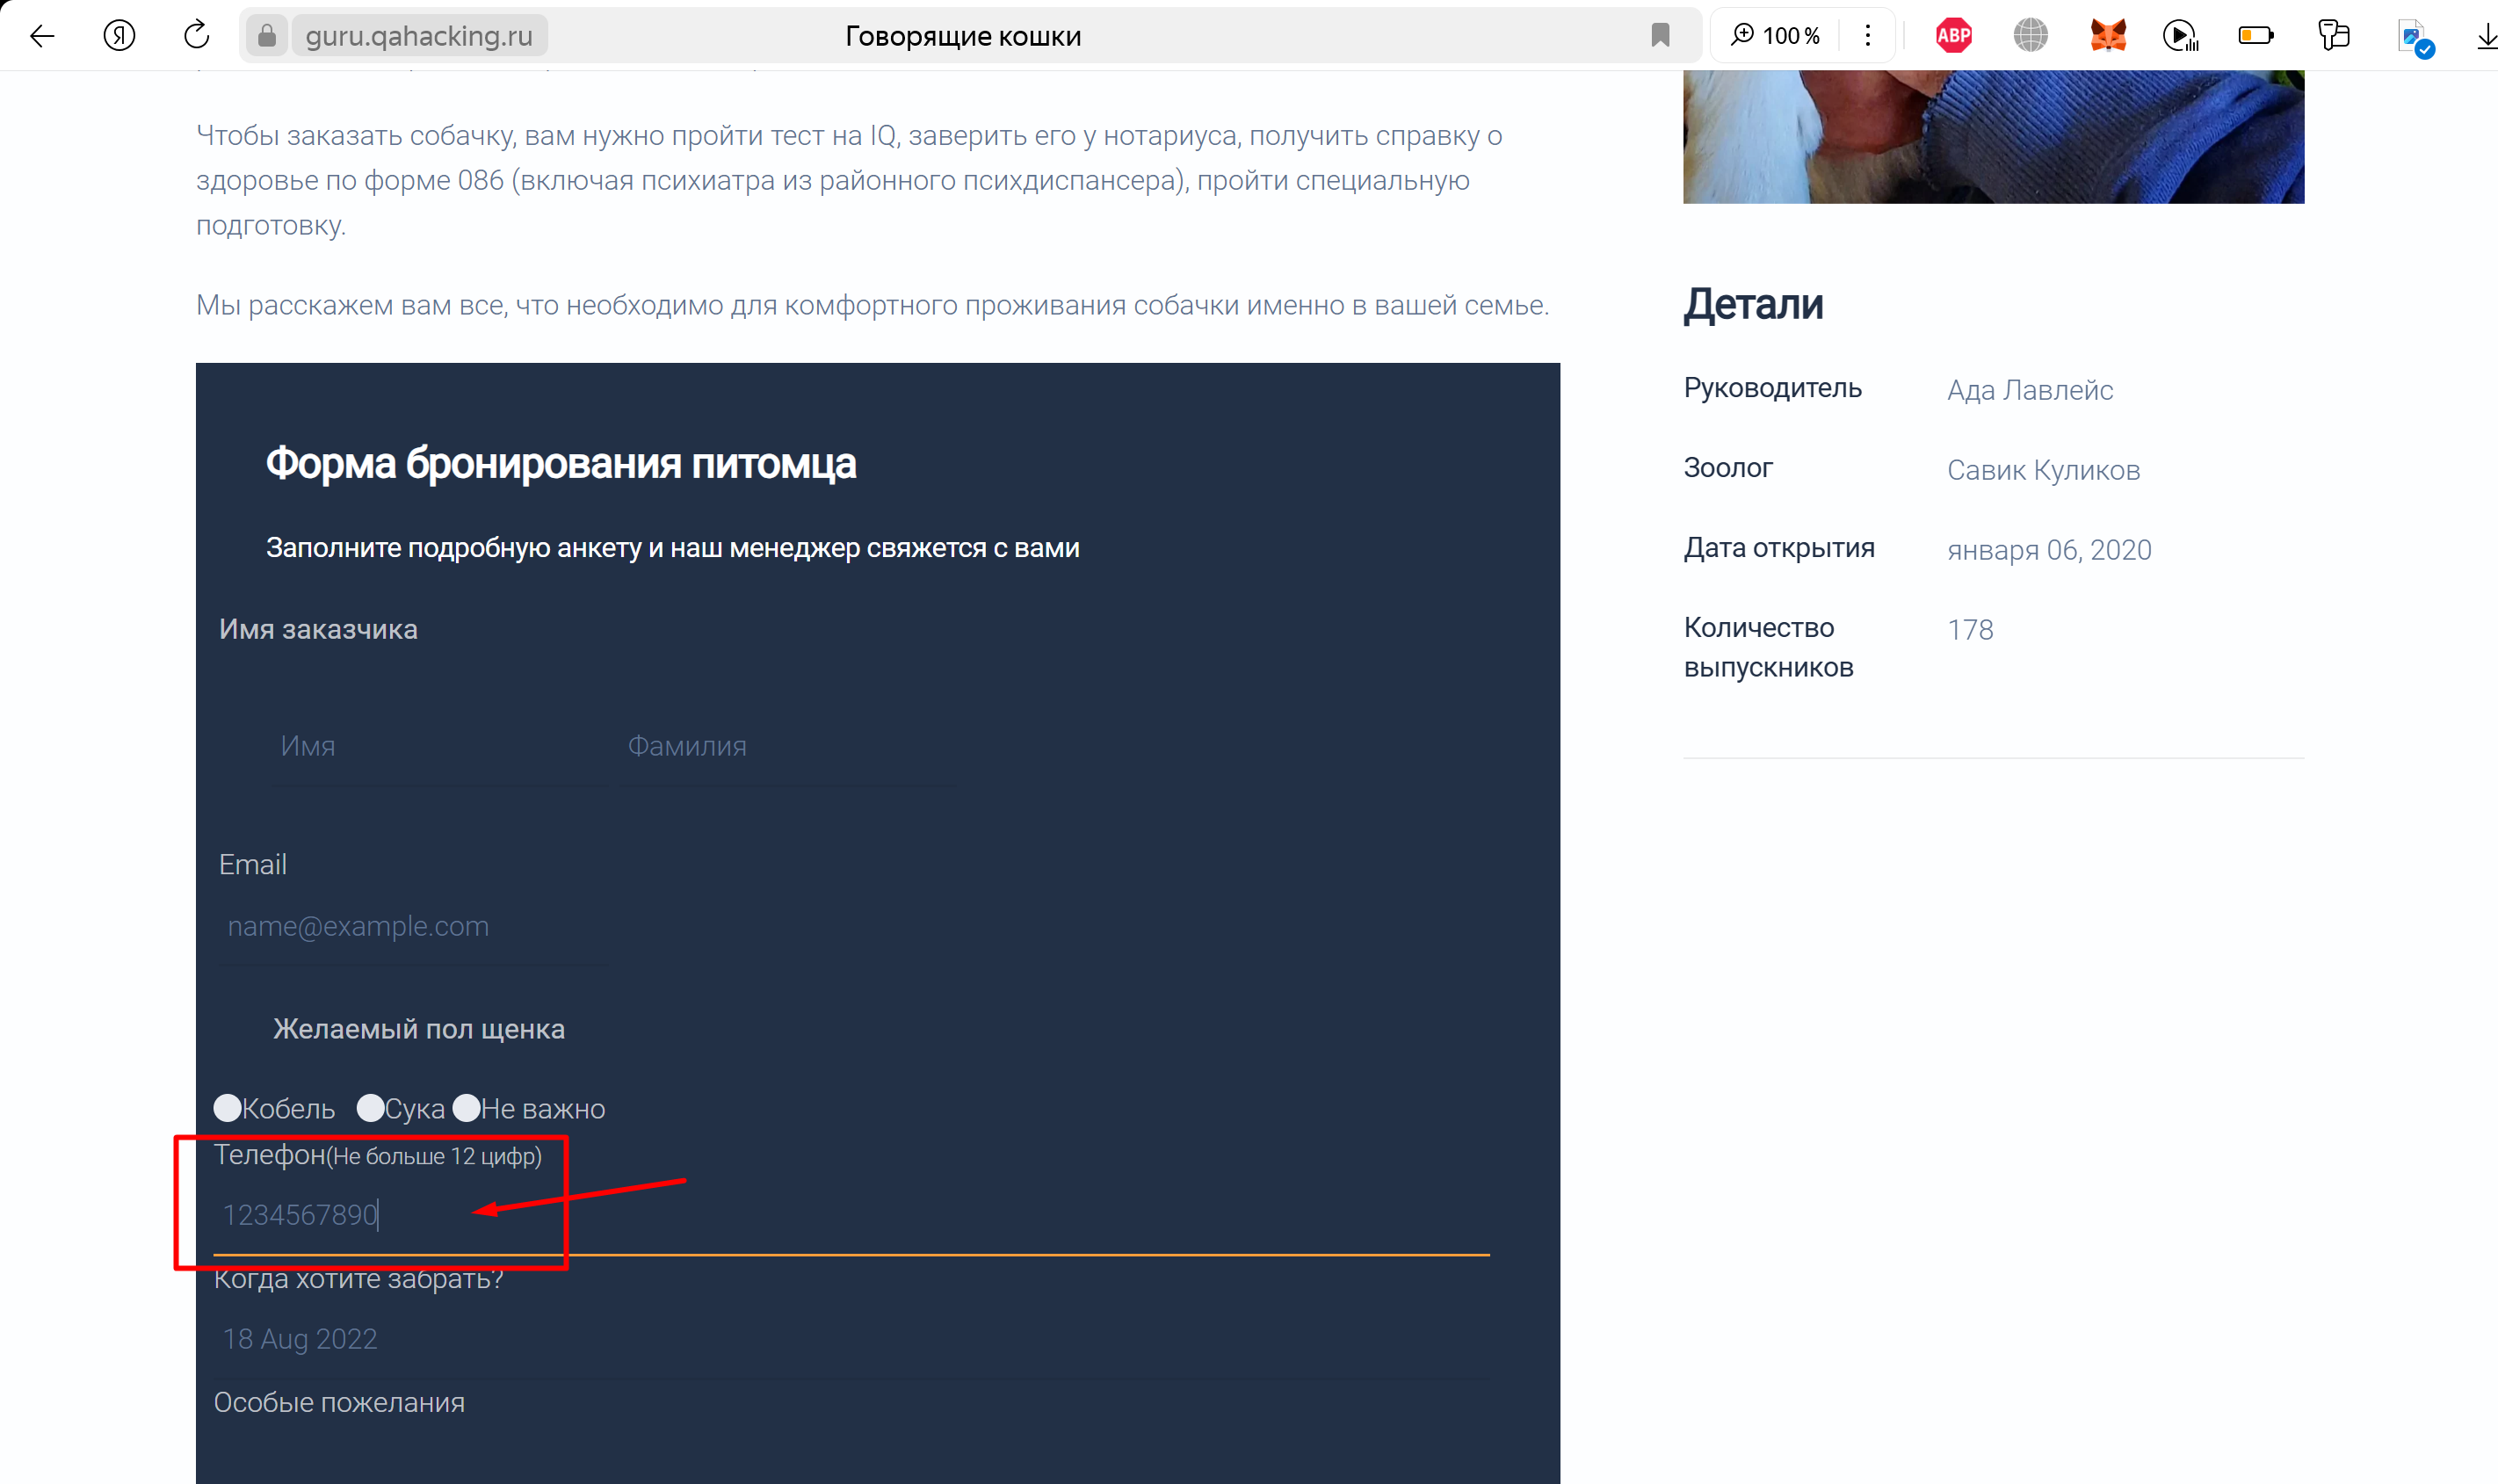 guru.qahacking.ru
Говорящие кошки
100 %
ABP
Чтобы заказать собачку, вам нужно пройти тест на IQ, заверить его у нотариуса, получить справку о
здоровье по форме 086 (включая психиатра из районного психдиспансера), пройти специальную
подготовку.
Мы расскажем вам все, что необходимо для комфортного проживания собачки именно в вашей семье.
Форма бронирования питомца
Заполните подробную анкету и наш менеджер свяжется с вами
Имя заказчика
Имя
Фамилия
Email
name@example.com
Желаемый пол щенка
Кобель Сука Не важно
Телефон(Не больше 12 цифр)
1234567890
Когда хотите забрать?
18 Aug 2022
Особые пожелания
Детали
Руководитель Ада Лавлейс
Зоолог Савик Куликов
Дата открытия января 06, 2020
Количество 178
выпускников